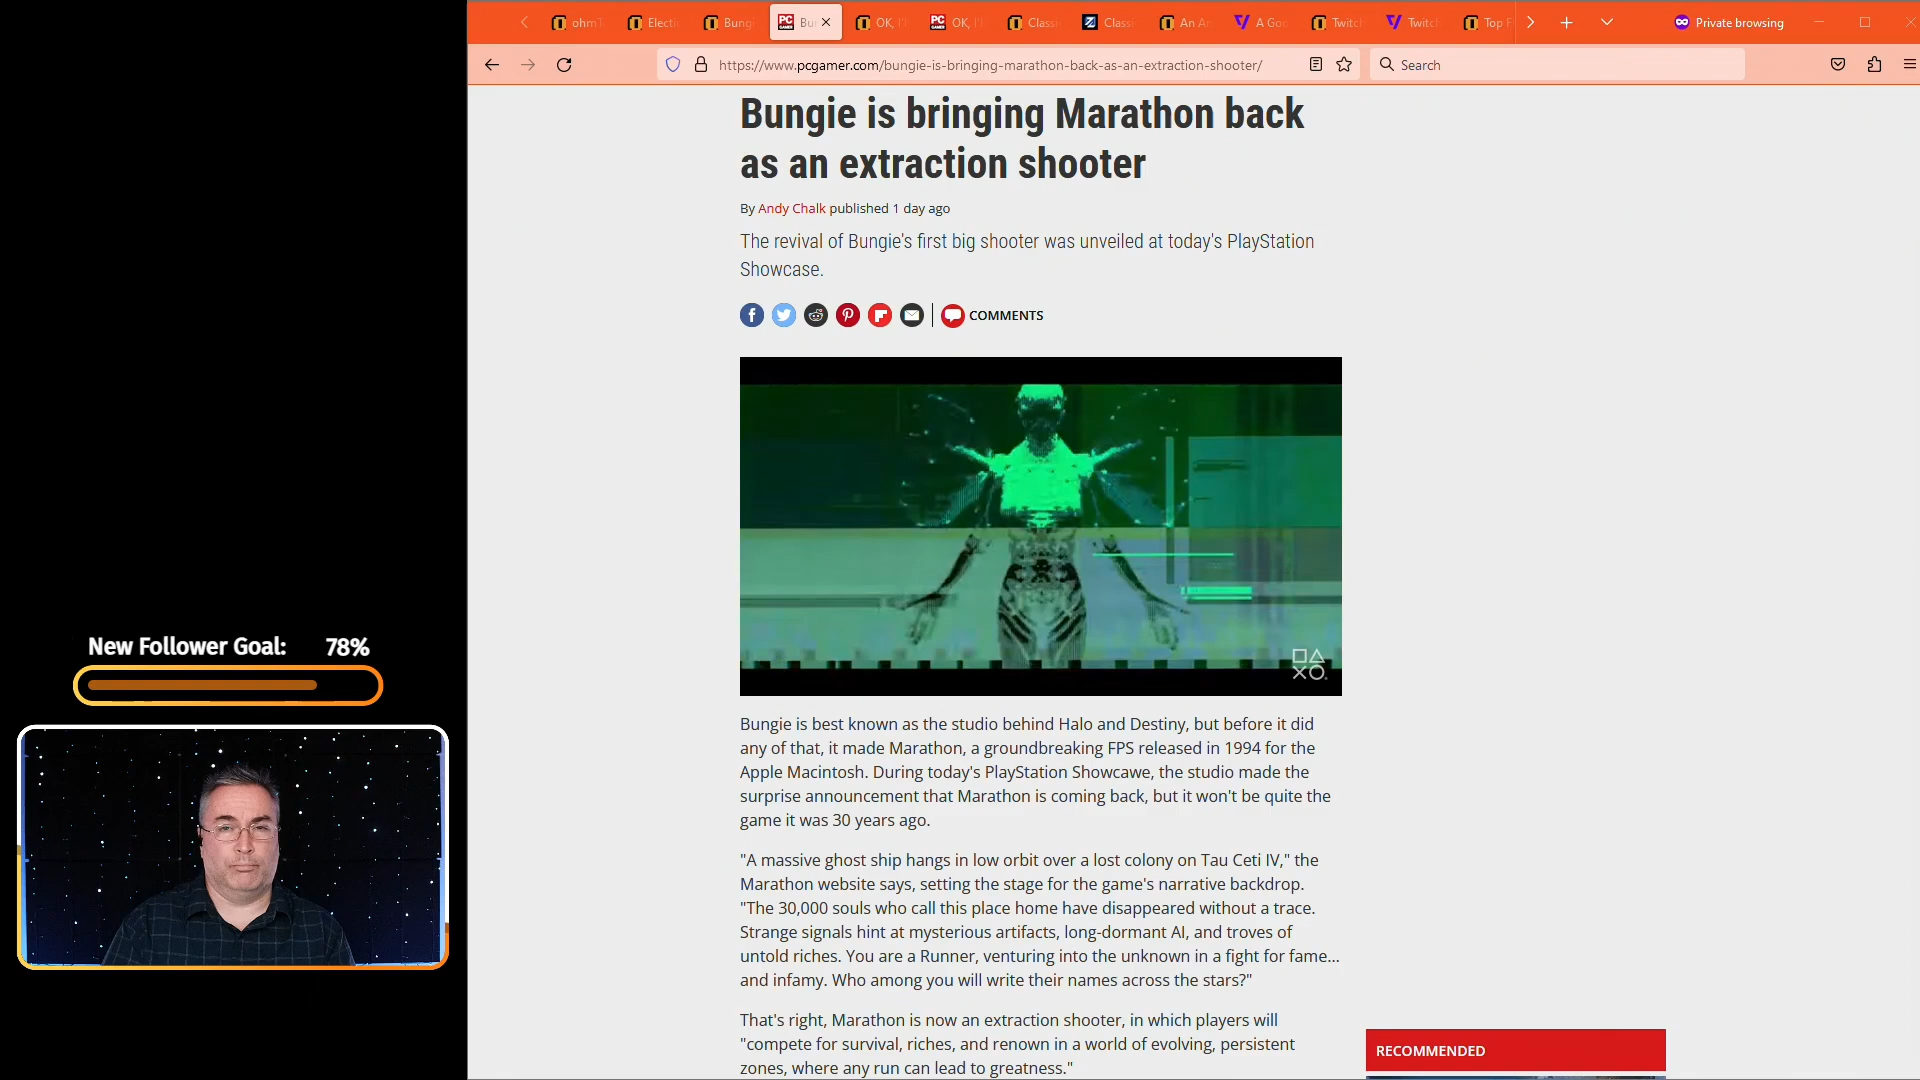 ohmT
Electi
Bung
Bu
OK, I'l
OK, I'l
Classi
Classi
An Ar
A Goo
Twitch
Twitch
Top F
Private browsing
https://www.pcgamer.com/bungie-is-bringing-marathon-back-as-an-extraction-shooter/
Search
Bungie is bringing Marathon back
as an extraction shooter
By Andy Chalk published 1 day ago
The revival of Bungie's first big shooter was unveiled at today's PlayStation
Showcase.
COMMENTS
Bungie is best known as the studio behind Halo and Destiny, but before it did
any of that, it made Marathon, a groundbreaking FPS released in 1994 for the
Apple Macintosh. During today's PlayStation Showcawe, the studio made the
surprise announcement that Marathon is coming back, but it won't be quite the
game it was 30 years ago.
"A massive ghost ship hangs in low orbit over a lost colony on Tau Ceti IV," the
Marathon website says, setting the stage for the game's narrative backdrop.
"The 30,000 souls who call this place home have disappeared without a trace.
Strange signals hint at mysterious artifacts, long-dormant AI, and troves of
untold riches. You are a Runner, venturing into the unknown in a fight for fame…
and infamy. Who among you will write their names across the stars?"
That's right, Marathon is now an extraction shooter, in which players will
"compete for survival, riches, and renown in a world of evolving, persistent
zones, where any run can lead to greatness."
RECOMMENDED
New Follower Goal: 78%